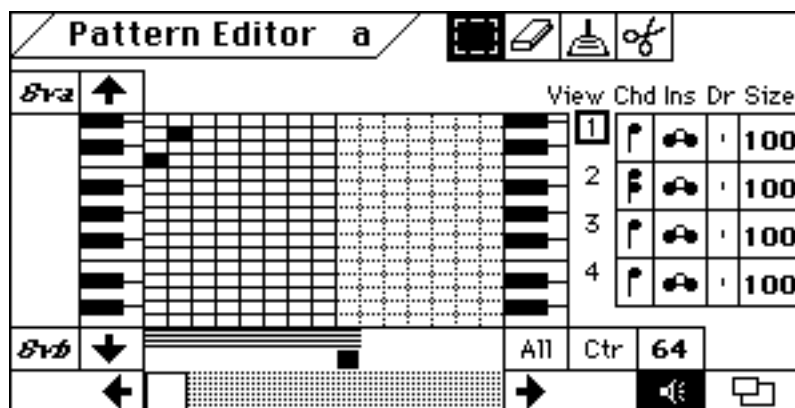 Pattern Editor a
8va
View Chd Ins Dr Size
1 100
2 100
3 100
4 100
8vb All Ctr 64